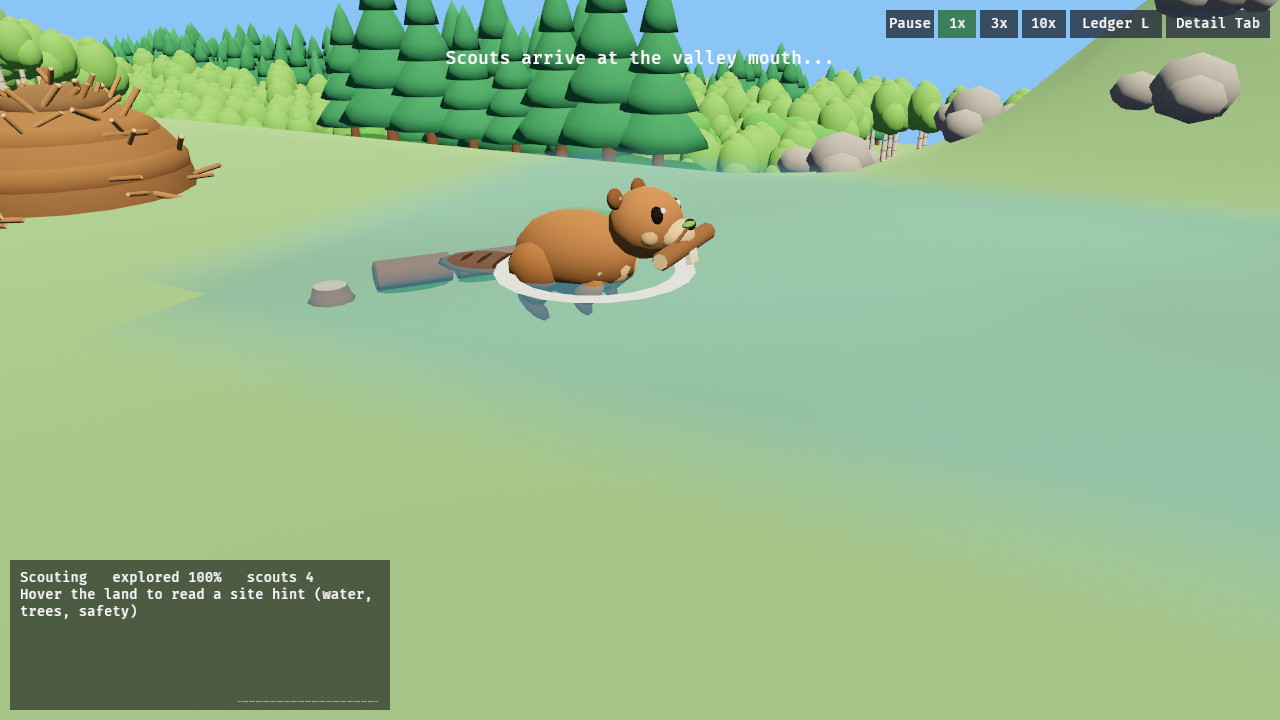 Pause 1x 3x 10x Ledger L Detail Tab
Scouts arrive at the valley mouth...
Scouting explored 100% scouts 4
Hover the land to read a site hint (water,
trees, safety)